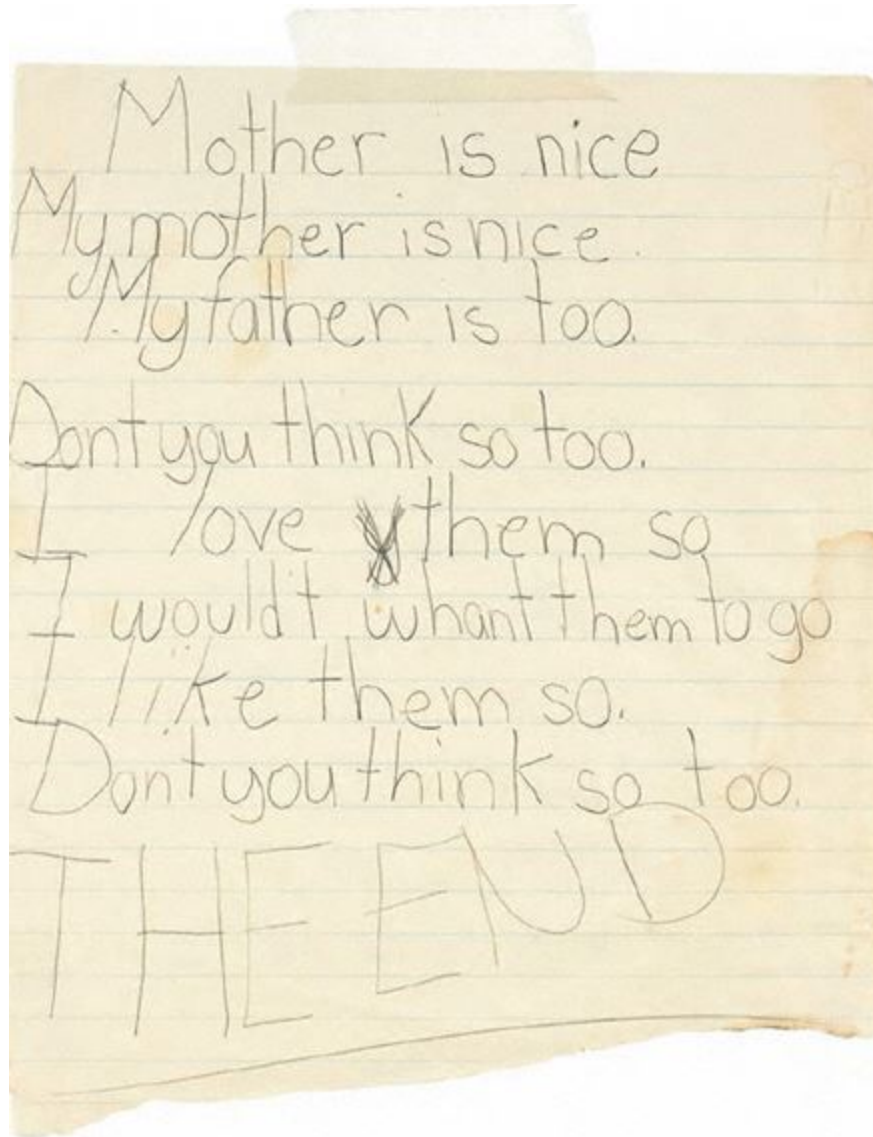 Mother is nice
My mother is nice.
My father is too.
Dont you think so too.
I love them so
I would't whant them to go
I like them so.
Dont you think so too.
THE END